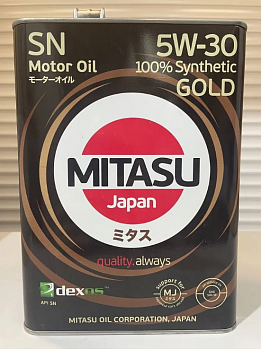 SN
5W-30
Motor Oil
100% Synthetic
モーターオイル
GOLD
MITASU
Japan
ミタス
quality.always
dexos
API SN
MJ
MITASU OIL CORPORATION, JAPAN